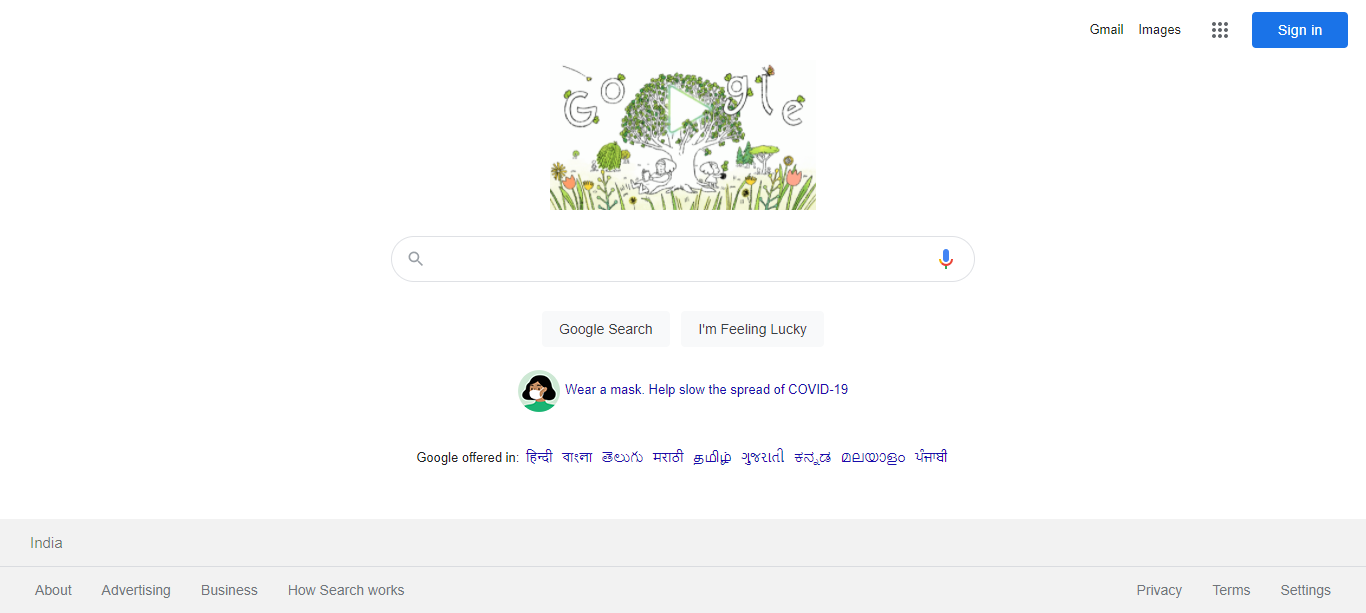 Gmail Images Sign in
Google
Google Search I'm Feeling Lucky
Wear a mask. Help slow the spread of COVID-19
Google offered in: हिन्दी বাংলা తెలుగు मराठी தமிழ் ગુજરાતી ಕನ್ನಡ മലയാളം ਪੰਜਾਬੀ
India
About Advertising Business How Search works Privacy Terms Settings